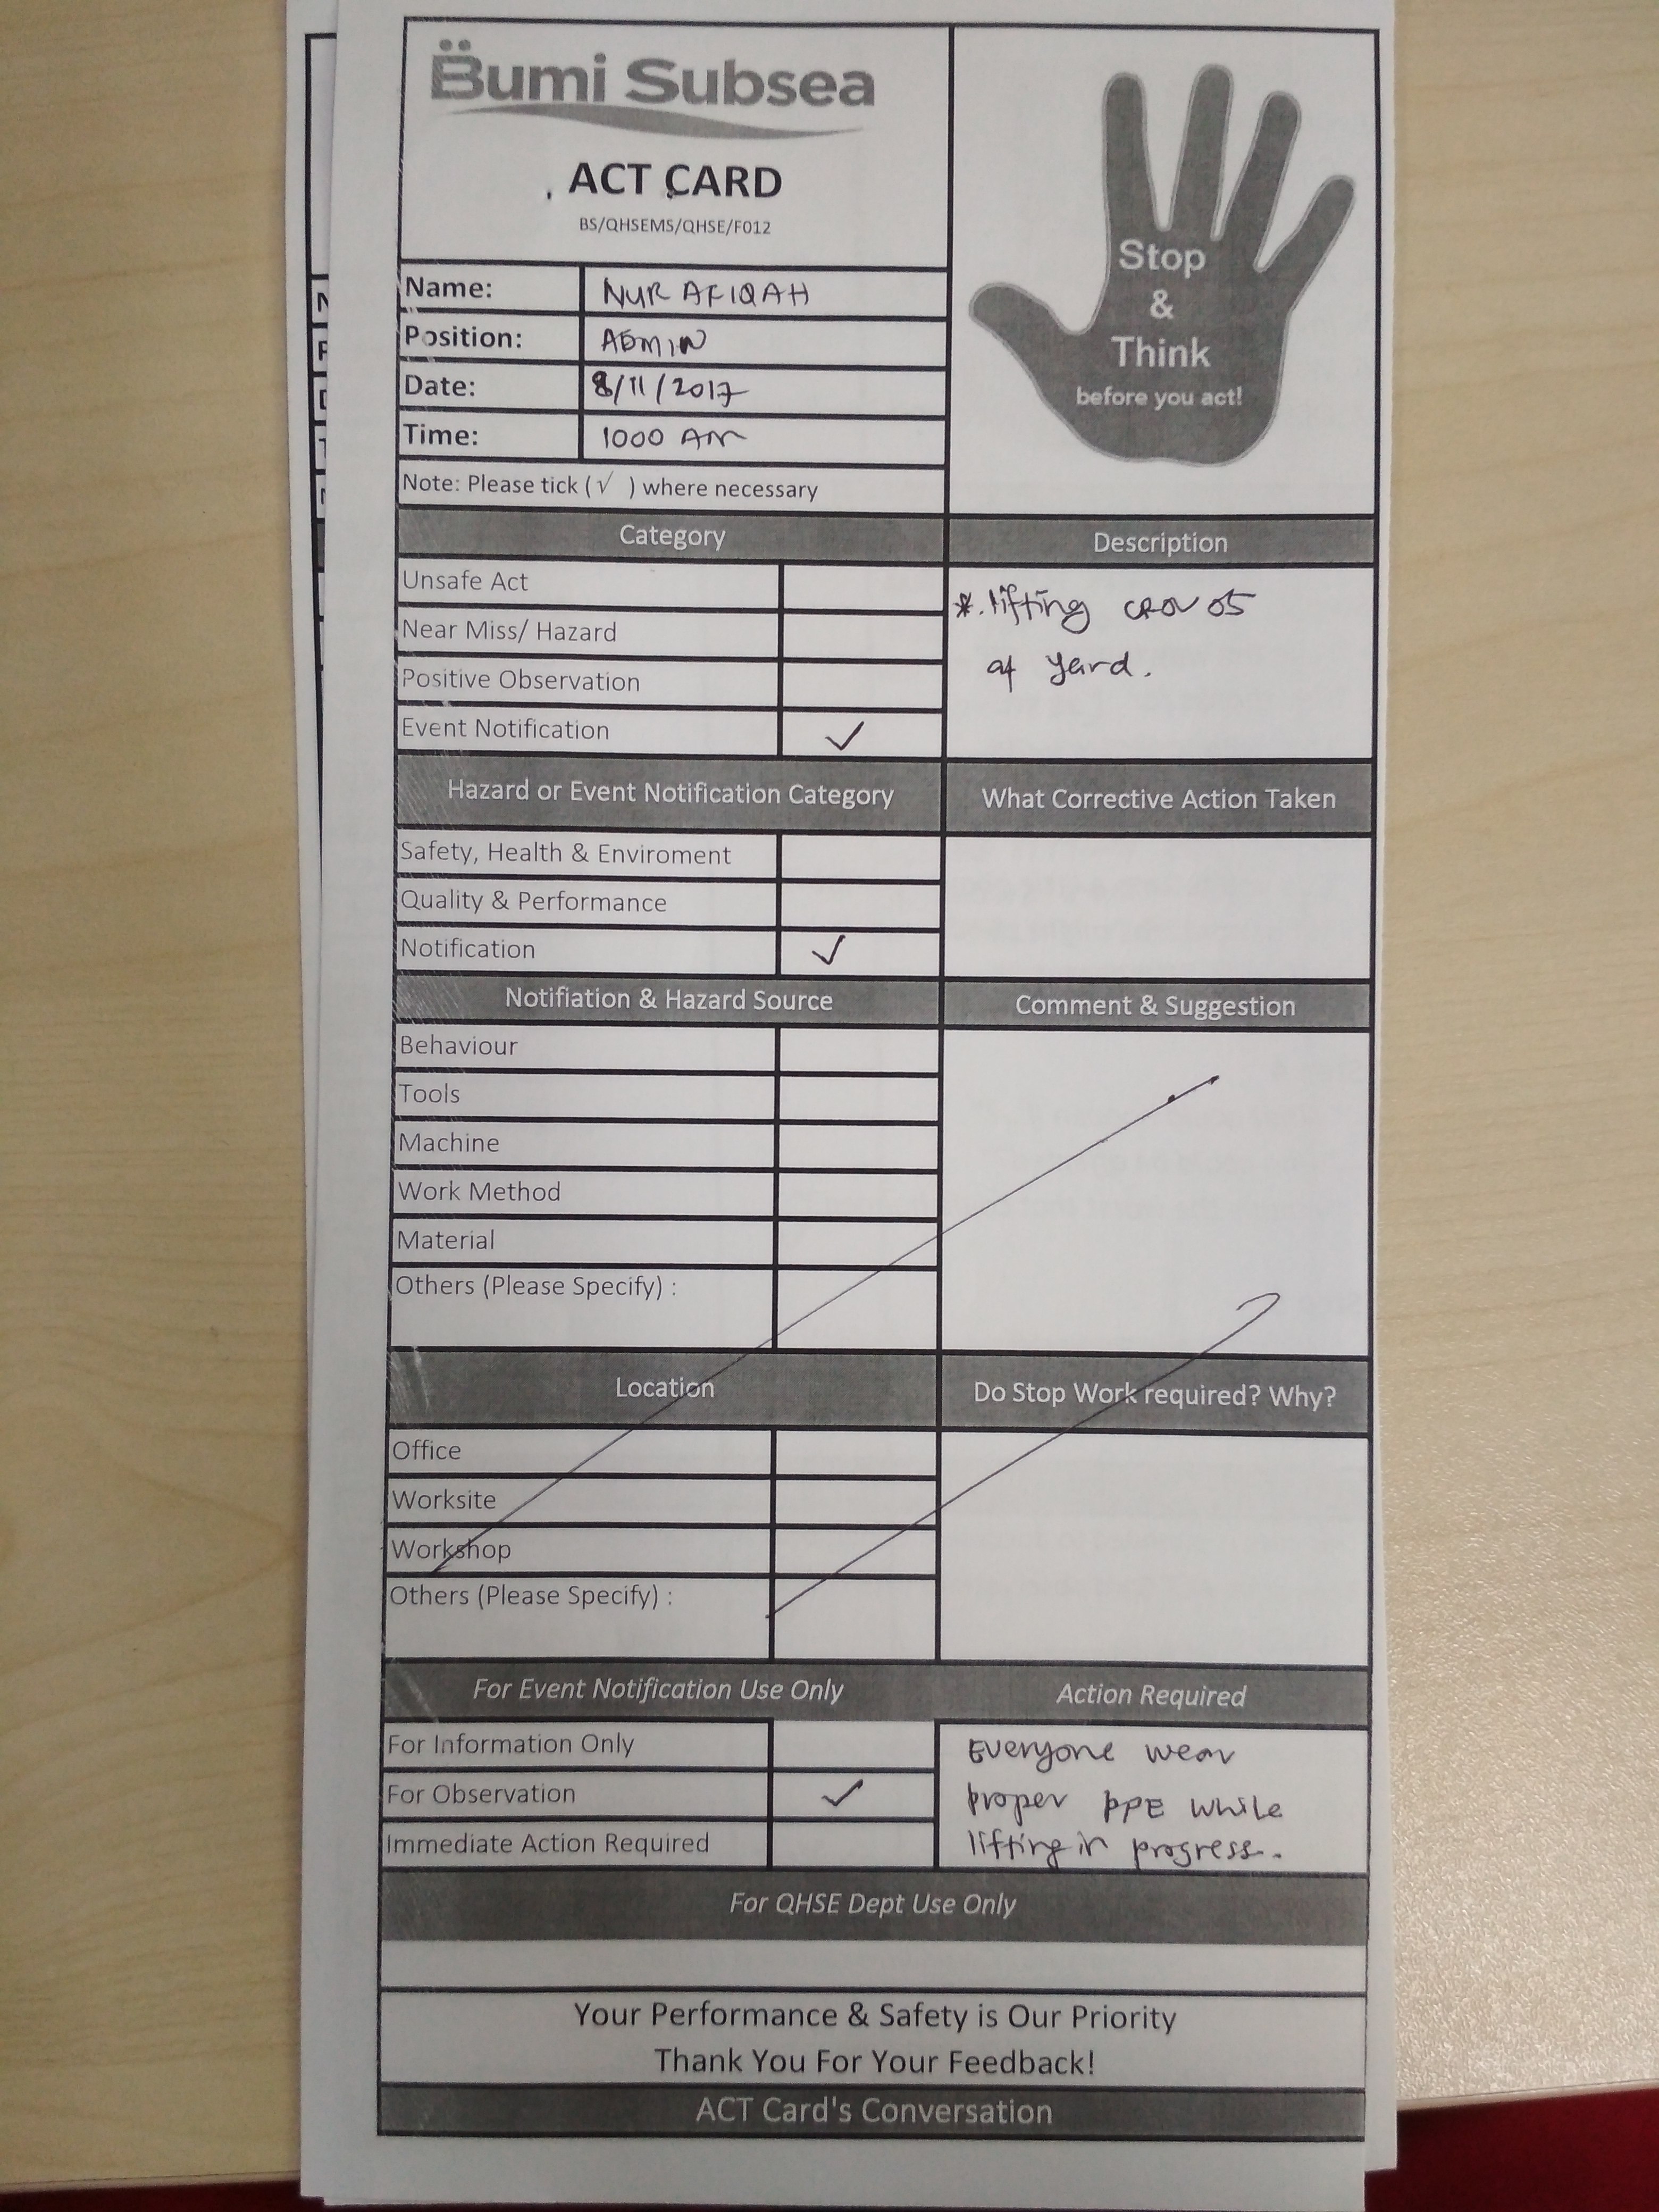 Bumi Subsea
ACT CARD
BS/QHSEMS/QHSE/F012
Stop
&
Think
before you act!
Name: NUR AFIQAH
Position: ADMIN
Date: 8/11/2017
Time: 1000 AM
Note: Please tick (√ ) where necessary
Category
Description
Unsafe Act
Near Miss/ Hazard
Positive Observation
Event Notification ✓
*. lifting CROV 05
at yard.
Hazard or Event Notification Category
What Corrective Action Taken
Safety, Health & Enviroment
Quality & Performance
Notification ✓
Notifiation & Hazard Source
Comment & Suggestion
Behaviour
Tools
Machine
Work Method
Material
Others (Please Specify) :
Location
Do Stop Work required? Why?
Office
Worksite
Workshop
Others (Please Specify) :
For Event Notification Use Only
Action Required
For Information Only
For Observation ✓
Immediate Action Required
Everyone wear
proper PPE while
lifting in progress.
For QHSE Dept Use Only
Your Performance & Safety is Our Priority
Thank You For Your Feedback!
ACT Card's Conversation